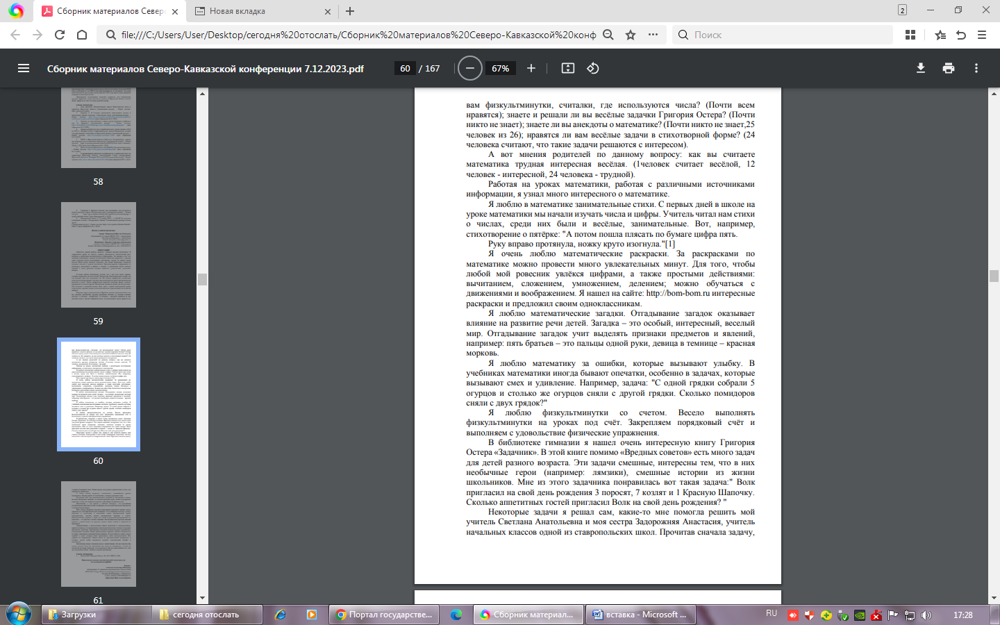 Сборник материалов Север
Новая вкладка
2
file:///C:/Users/User/Desktop/сегодня%20отослать/Сборник%20материалов%20Северо-Кавказской%20конф
Поиск
Сборник материалов Северо-Кавказской конференции 7.12.2023.pdf
60 / 167
67%
58
59
60
61
вам физкультминутки, считалки, где используются числа? (Почти всем
нравятся); знаете и решали ли вы весёлые задачки Григория Остера? (Почти
никто не знает); знаете ли вы анекдоты о математике? (Почти никто не знает,25
человек из 26); нравятся ли вам весёлые задачи в стихотворной форме? (24
человека считают, что такие задачи решаются с интересом).
А вот мнения родителей по данному вопросу: как вы считаете
математика трудная интересная весёлая. (1человек считает весёлой, 12
человек - интересной, 24 человека - трудной).
Работая на уроках математики, работая с различными источниками
информации, я узнал много интересного о математике.
Я люблю в математике занимательные стихи. С первых дней в школе на
уроке математики мы начали изучать числа и цифры. Учитель читал нам стихи
о числах, среди них были и весёлые, занимательные. Вот, например,
стихотворение о пятёрке: "А потом пошла плясать по бумаге цифра пять.
Руку вправо протянула, ножку круто изогнула."[1]
Я очень люблю математические раскраски. За раскрасками по
математике можно провести много увлекательных минут. Для того, чтобы
любой мой ровесник увлёкся цифрами, а также простыми действиями:
вычитанием, сложением, умножением, делением; можно обучаться с
движениями и воображением. Я нашел на сайте: http://bom-bom.ru интересные
раскраски и предложил своим одноклассникам.
Я люблю математические загадки. Отгадывание загадок оказывает
влияние на развитие речи детей. Загадка – это особый, интересный, веселый
мир. Отгадывание загадок учит выделять признаки предметов и явлений,
например: пять братьев – это пальцы одной руки, девица в темнице – красная
морковь.
Я люблю математику за ошибки, которые вызывают улыбку. В
учебниках математики иногда бывают опечатки, особенно в задачах, которые
вызывают смех и удивление. Например, задача: "С одной грядки собрали 5
огурцов и столько же огурцов сняли с другой грядки. Сколько помидоров
сняли с двух грядок?"
Я люблю физкультминутки со счетом. Весело выполнять
физкультминутки на уроках под счёт. Закрепляем порядковый счёт и
выполняем с удовольствие физические упражнения.
В библиотеке гимназии я нашел очень интересную книгу Григория
Остера «Задачник». В этой книге помимо «Вредных советов» есть много задач
для детей разного возраста. Эти задачи смешные, интересны тем, что в них
необычные герои (например: лямзики), смешные истории из жизни
школьников. Мне из этого задачника понравилась вот такая задача:" Волк
пригласил на свой день рождения 3 поросят, 7 козлят и 1 Красную Шапочку.
Сколько аппетитных гостей пригласил Волк на свой день рождения? "
Некоторые задачи я решал сам, какие-то мне помогла решить мой
учитель Светлана Анатольевна и моя сестра Задорожняя Анастасия, учитель
начальных классов одной из ставропольских школ. Прочитав сначала задачу,
Загрузки
сегодня отослать
Портал государстве...
Сборник материал...
вставка - Microsoft ...
RU
17:28